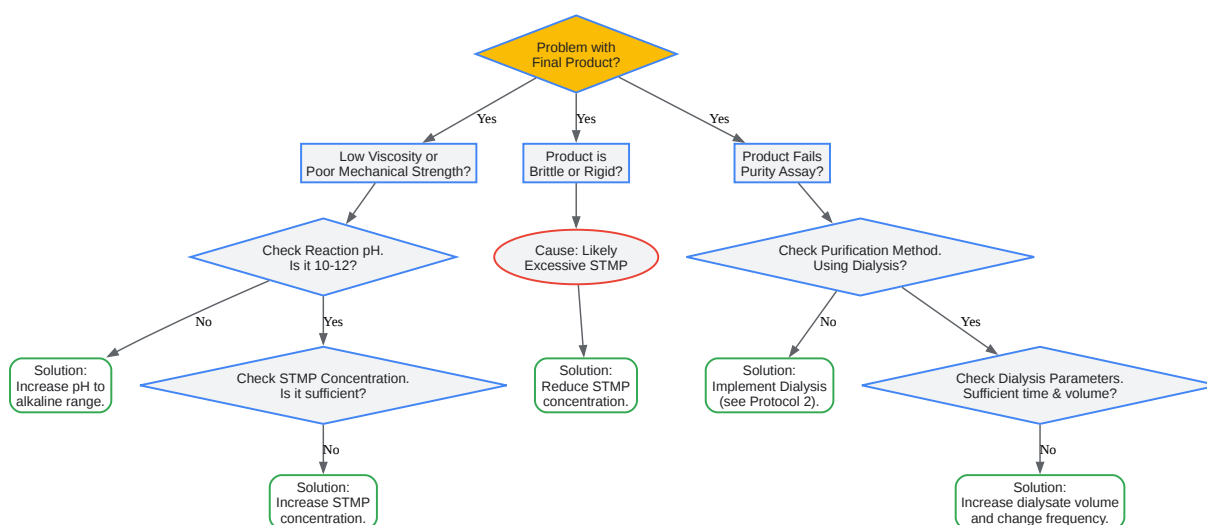 Problem with
Final Product?
Yes
Yes
Yes
Low Viscosity or
Poor Mechanical Strength?
Product is
Brittle or Rigid?
Product Fails
Purity Assay?
Check Reaction pH.
Is it 10-12?
Cause: Likely
Excessive STMP
Check Purification Method.
Using Dialysis?
No
Yes
No
Yes
Solution:
Increase pH to
alkaline range.
Check STMP Concentration.
Is it sufficient?
Solution:
Reduce STMP
concentration.
Solution:
Implement Dialysis
(see Protocol 2).
Check Dialysis Parameters.
Sufficient time & volume?
No
No
Solution:
Increase STMP
concentration.
Solution:
Increase dialysate volume
and change frequency.